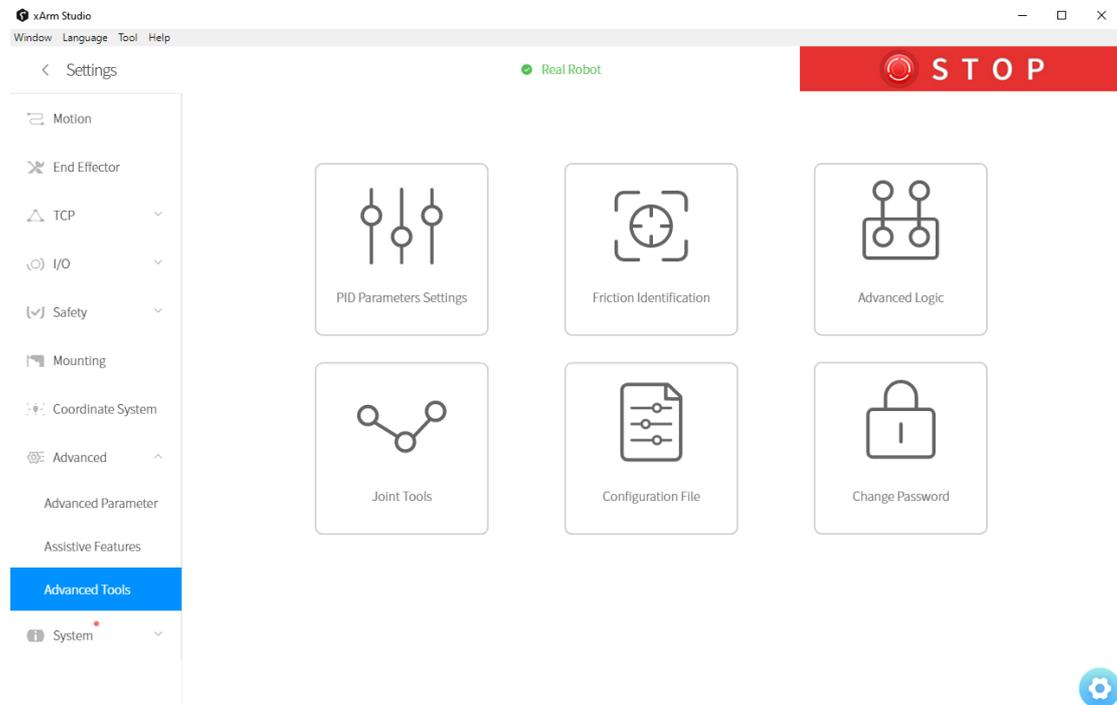 xArm Studio
Window Language Tool Help
Settings
Real Robot
STOP
Motion
End Effector
TCP
I/O
Safety
Mounting
Coordinate System
Advanced
Advanced Parameter
Assistive Features
Advanced Tools
System
PID Parameters Settings
Friction Identification
Advanced Logic
Joint Tools
Configuration File
Change Password